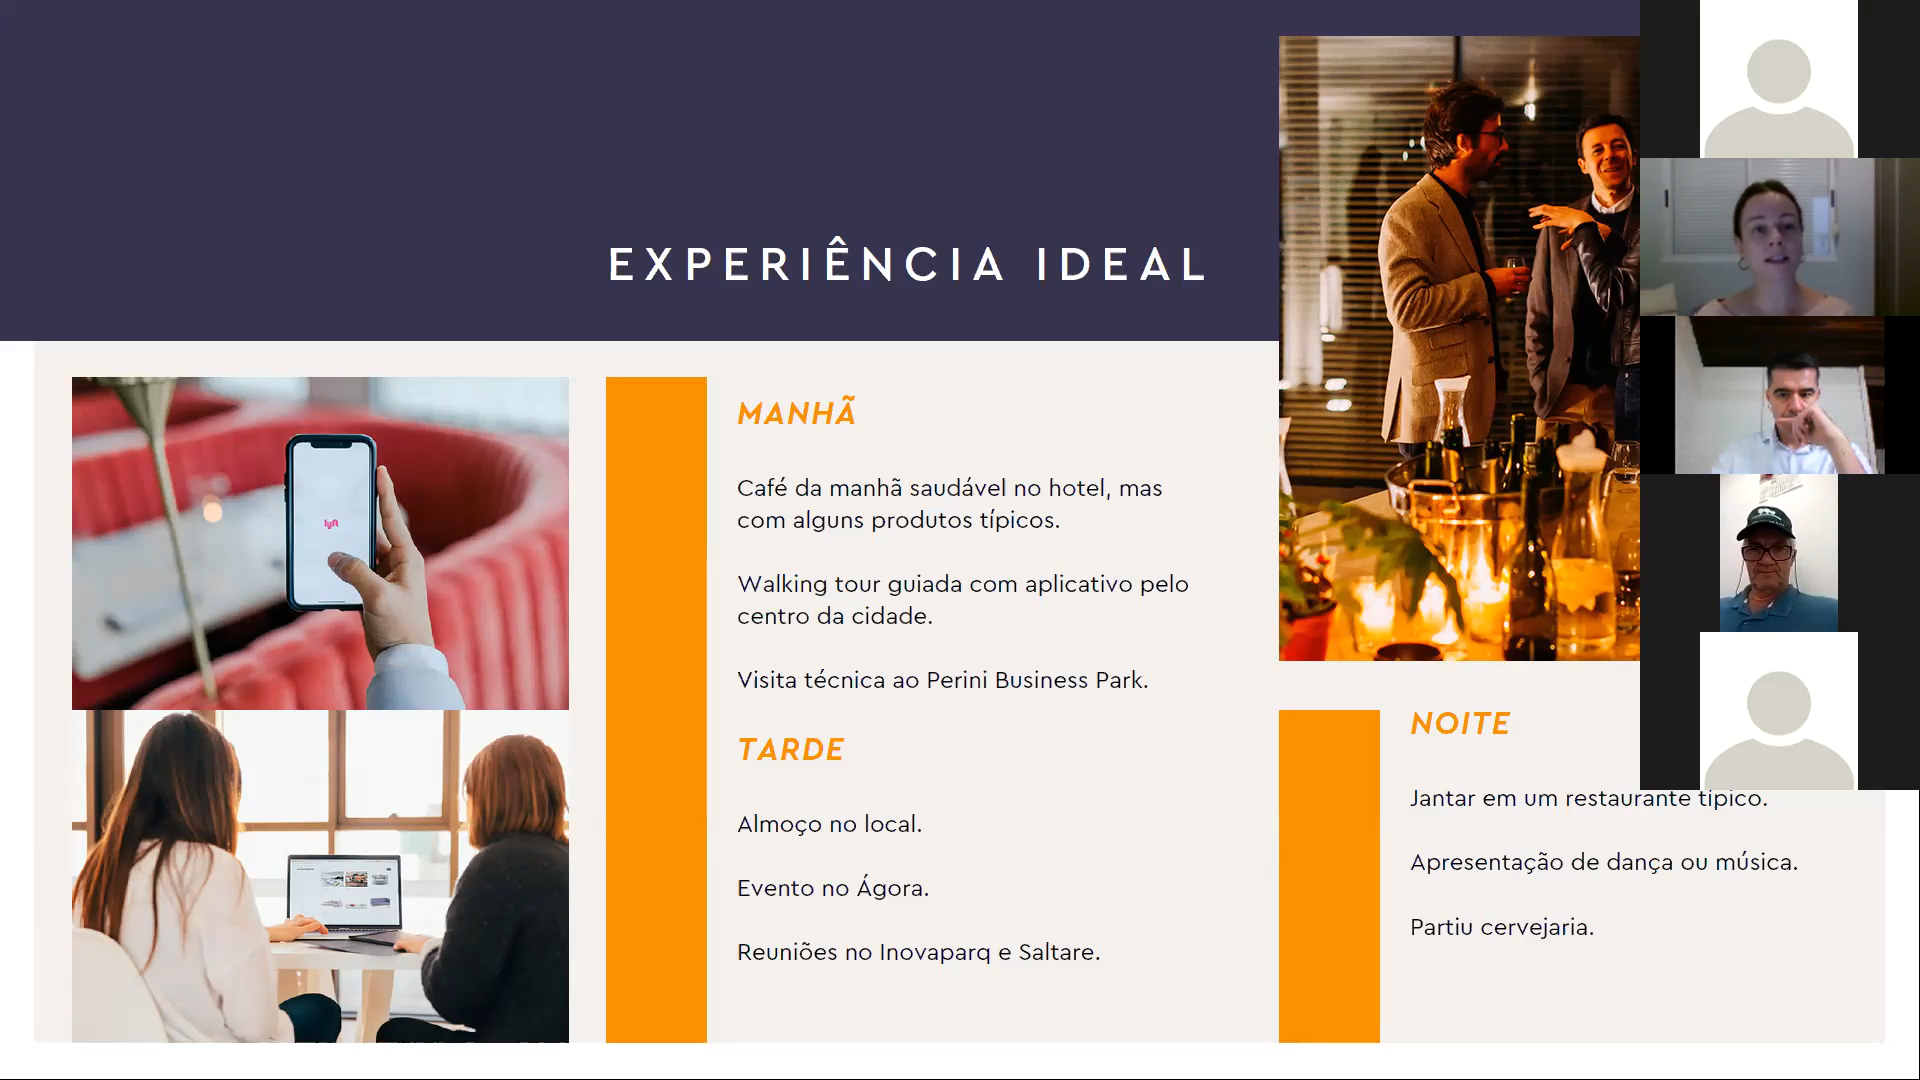 EXPERIÊNCIA IDEAL
lyft
MANHÃ
Café da manhã saudável no hotel, mas
com alguns produtos típicos.
Walking tour guiada com aplicativo pelo
centro da cidade.
Visita técnica ao Perini Business Park.
TARDE
Almoço no local.
Evento no Ágora.
Reuniões no Inovaparq e Saltare.
NOITE
Jantar em um restaurante típico.
Apresentação de dança ou música.
Partiu cervejaria.